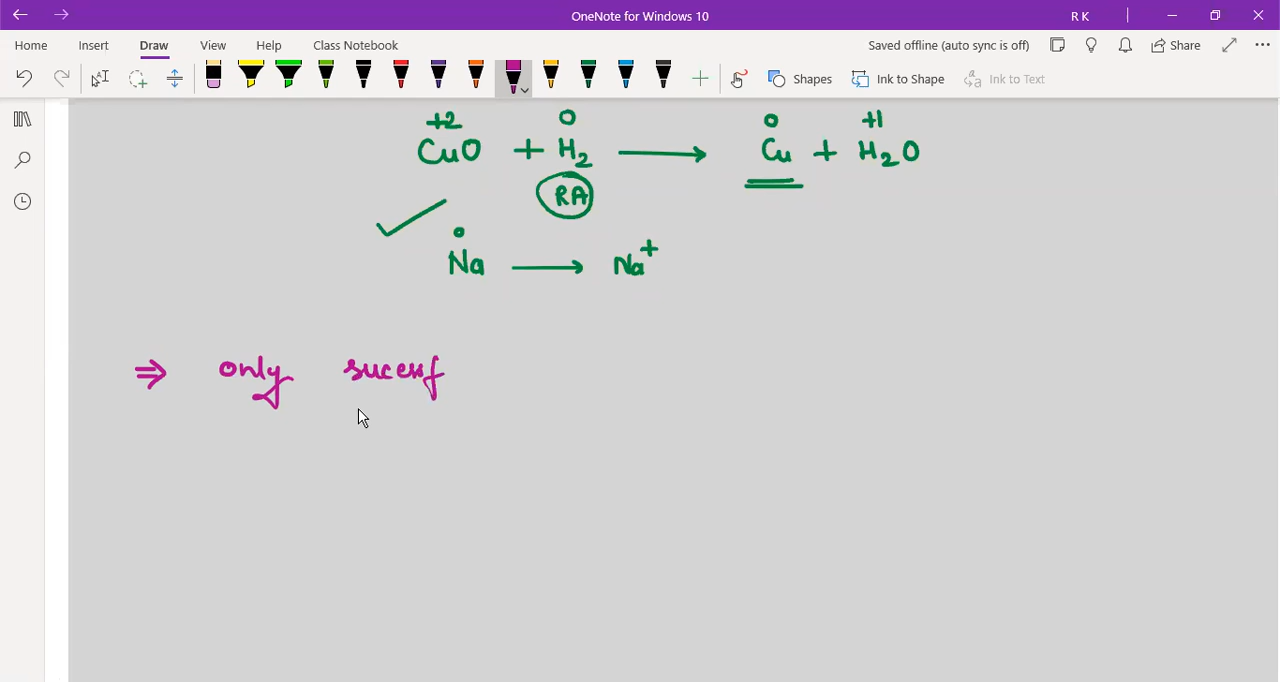 OneNote for Windows 10
R K
Home Insert Draw View Help Class Notebook
Saved offline (auto sync is off) Share
Shapes Ink to Shape Ink to Text
+2 0 0 +1
CuO + H2 ⟶ Cu + H2O
RA
0
Na ⟶ Na+
⇒ only sucessf